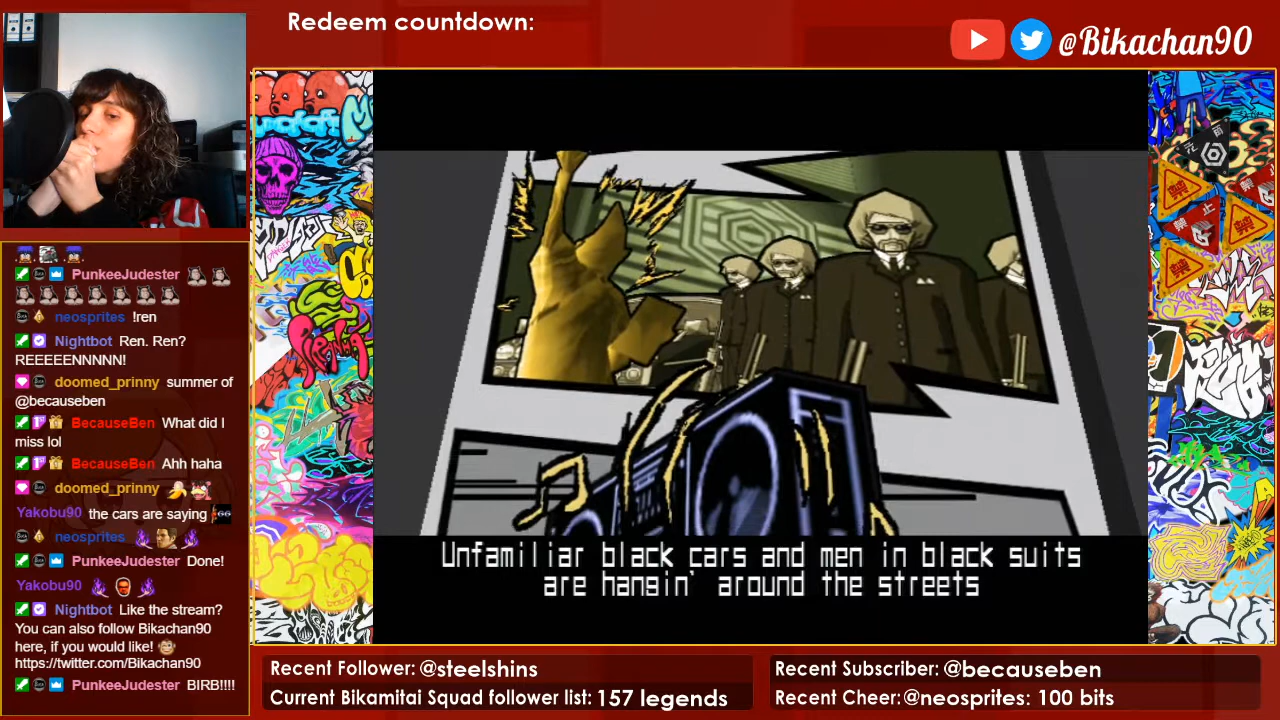 Redeem countdown:
@Bikachan90
PunkeeJudester
neosprites !ren
Nightbot Ren. Ren?
REEEEENNNNN!
doomed_prinny summer of
@becauseben
BecauseBen What did I
miss lol
BecauseBen Ahh haha
doomed_prinny
Yakobu90 the cars are saying
neosprites
PunkeeJudester Done!
Yakobu90
Nightbot Like the stream?
You can also follow Bikachan90
here, if you would like!
https://twitter.com/Bikachan90
PunkeeJudester BIRB!!!!
Unfamiliar black cars and men in black suits
are hangin' around the streets
Recent Follower: @steelshins
Current Bikamitai Squad follower list: 157 legends
Recent Subscriber: @becauseben
Recent Cheer: @neosprites: 100 bits